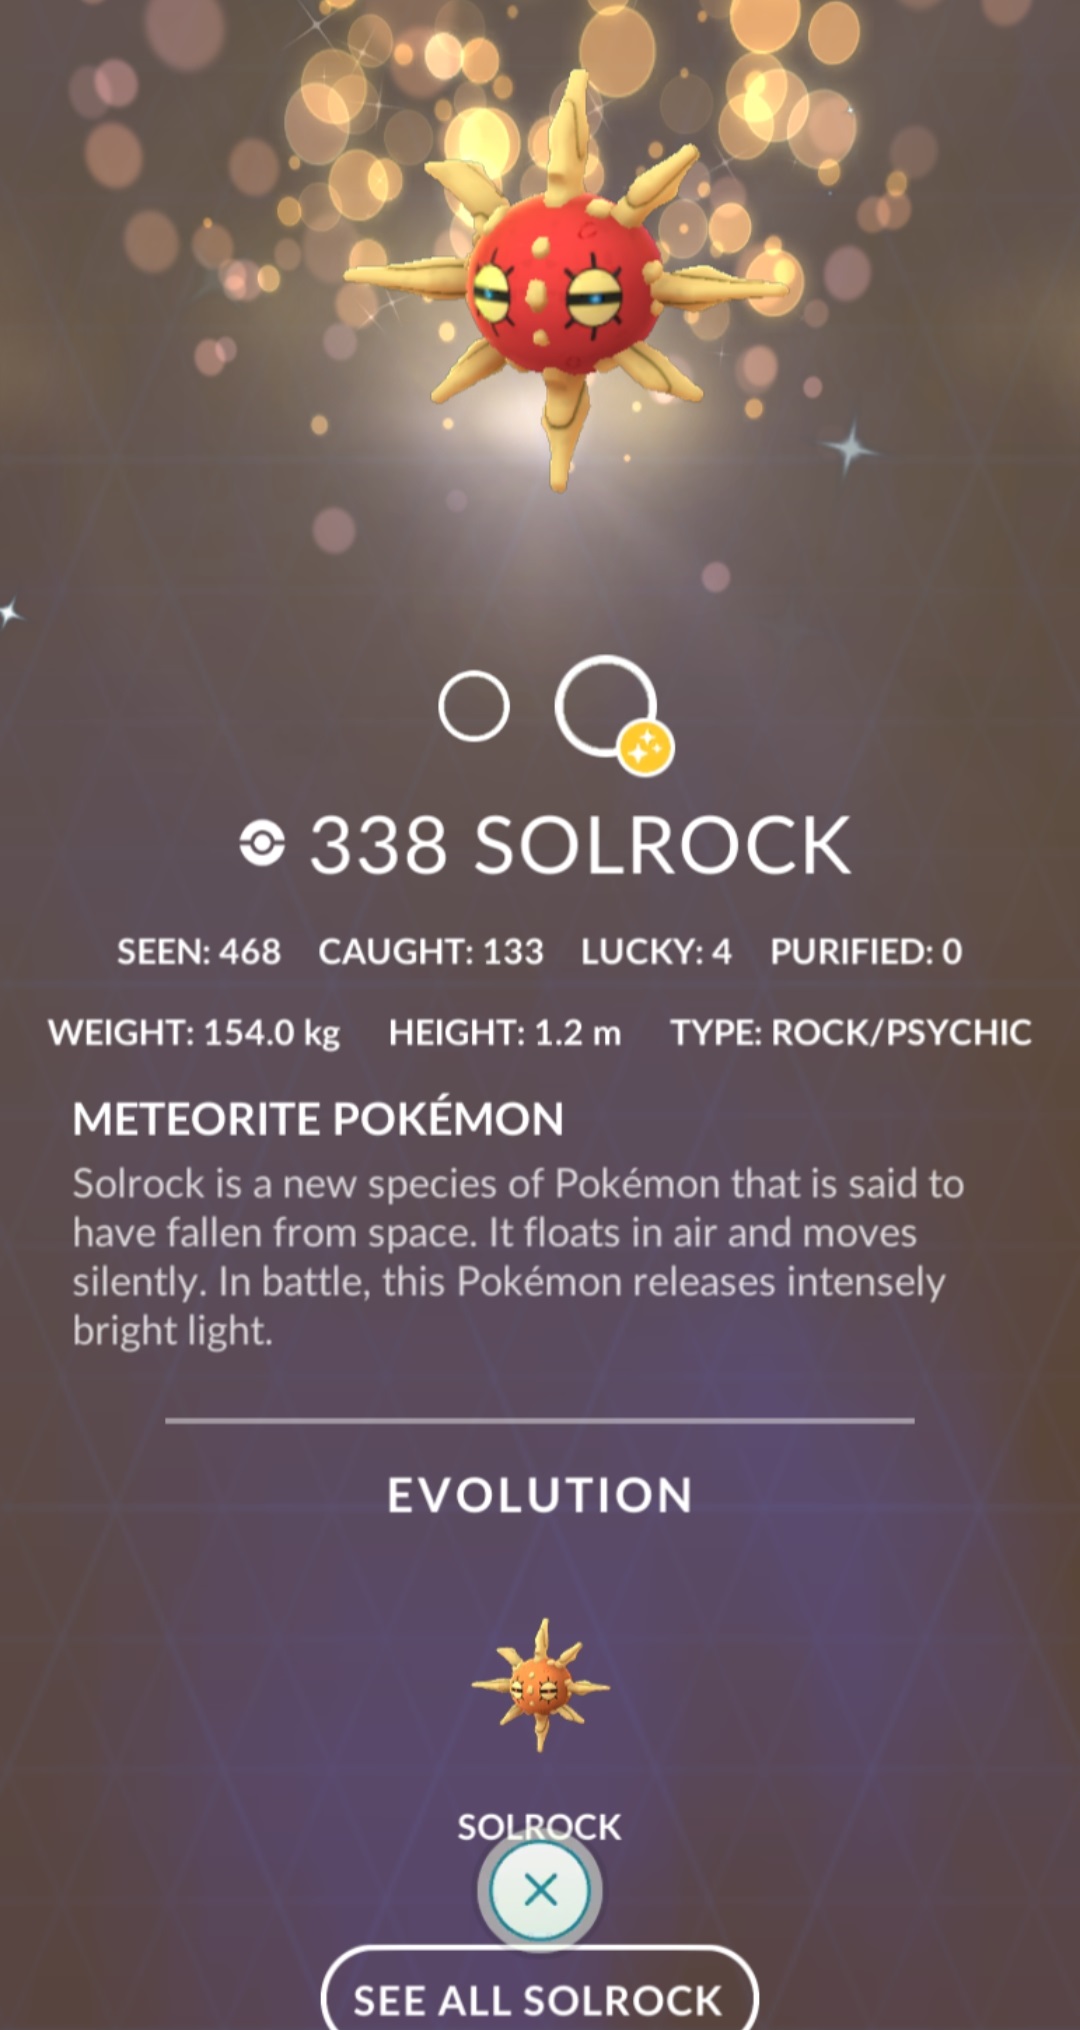 338 SOLROCK
SEEN: 468 CAUGHT: 133 LUCKY: 4 PURIFIED: 0
WEIGHT: 154.0 kg HEIGHT: 1.2 m TYPE: ROCK/PSYCHIC
METEORITE POKÉMON
Solrock is a new species of Pokémon that is said to
have fallen from space. It floats in air and moves
silently. In battle, this Pokémon releases intensely
bright light.
EVOLUTION
SOLROCK
SEE ALL SOLROCK